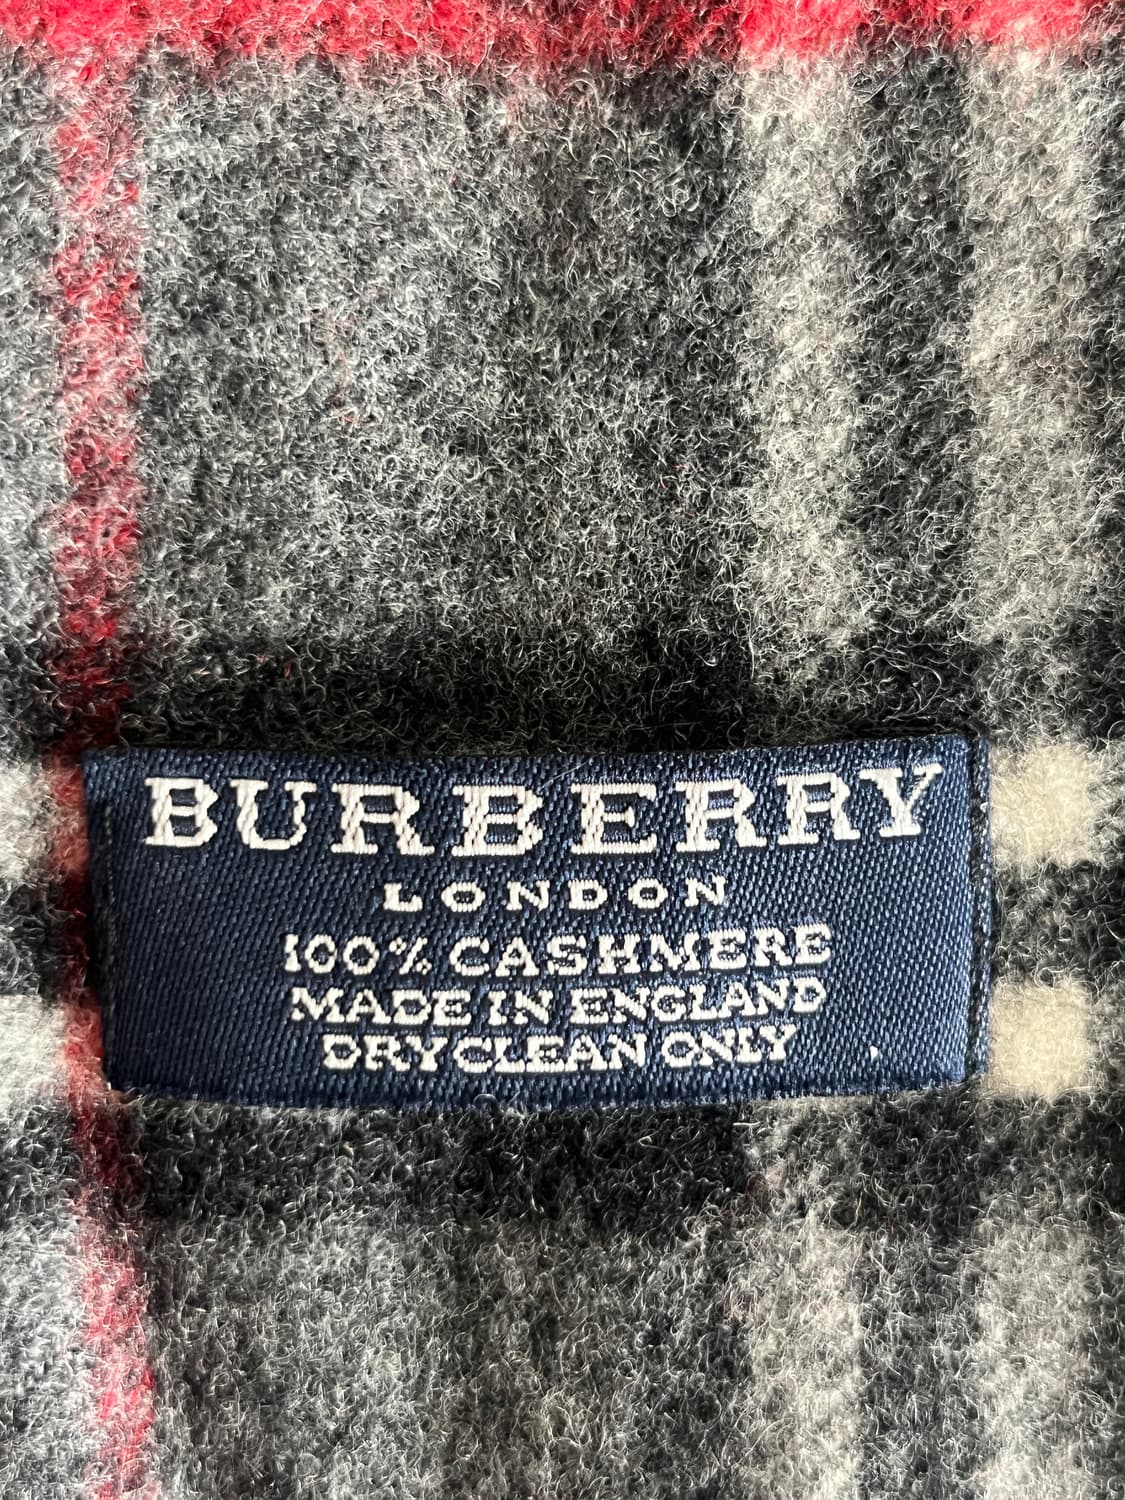 BURBERRY
LONDON
100% CASHMERE
MADE IN ENGLAND
DRY CLEAN ONLY